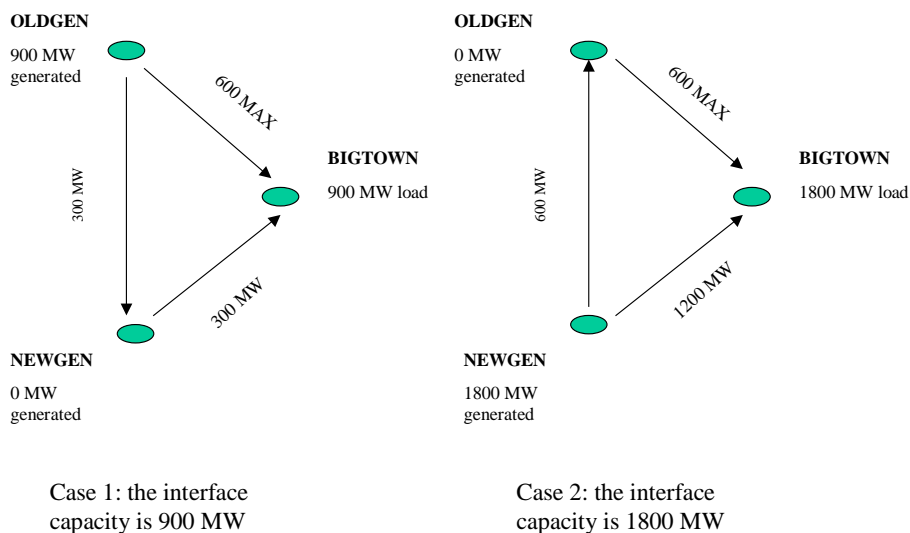 OLDGEN
900 MW
generated
600 MAX
300 MW
BIGTOWN
900 MW load
300 MW
NEWGEN
0 MW
generated
Case 1: the interface
capacity is 900 MW
OLDGEN
0 MW
generated
600 MAX
600 MW
BIGTOWN
1800 MW load
1200 MW
NEWGEN
1800 MW
generated
Case 2: the interface
capacity is 1800 MW